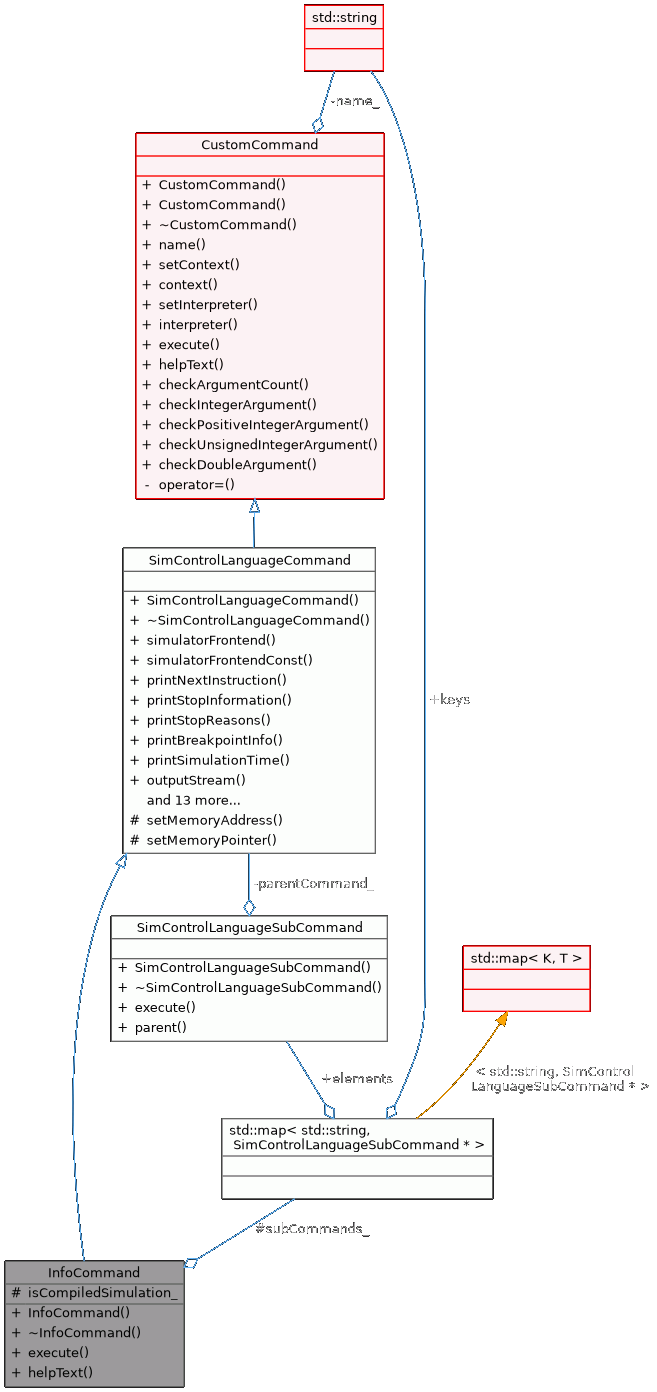 std::string
-name_
CustomCommand
+ CustomCommand()
+ CustomCommand()
+ ~CustomCommand()
+ name()
+ setContext()
+ context()
+ setInterpreter()
+ interpreter()
+ execute()
+ helpText()
+ checkArgumentCount()
+ checkIntegerArgument()
+ checkPositiveIntegerArgument()
+ checkUnsignedIntegerArgument()
+ checkDoubleArgument()
- operator=()
SimControlLanguageCommand
+ SimControlLanguageCommand()
+ ~SimControlLanguageCommand()
+ simulatorFrontend()
+ simulatorFrontendConst()
+ printNextInstruction()
+ printStopInformation()
+ printStopReasons()
+ printBreakpointInfo()
+ printSimulationTime()
+ outputStream()
and 13 more...
# setMemoryAddress()
# setMemoryPointer()
+keys
-parentCommand_
SimControlLanguageSubCommand
+ SimControlLanguageSubCommand()
+ ~SimControlLanguageSubCommand()
+ execute()
+ parent()
std::map< K, T >
+elements
< std::string, SimControl
LanguageSubCommand * >
std::map< std::string,
SimControlLanguageSubCommand * >
#subCommands_
InfoCommand
# isCompiledSimulation_
+ InfoCommand()
+ ~InfoCommand()
+ execute()
+ helpText()